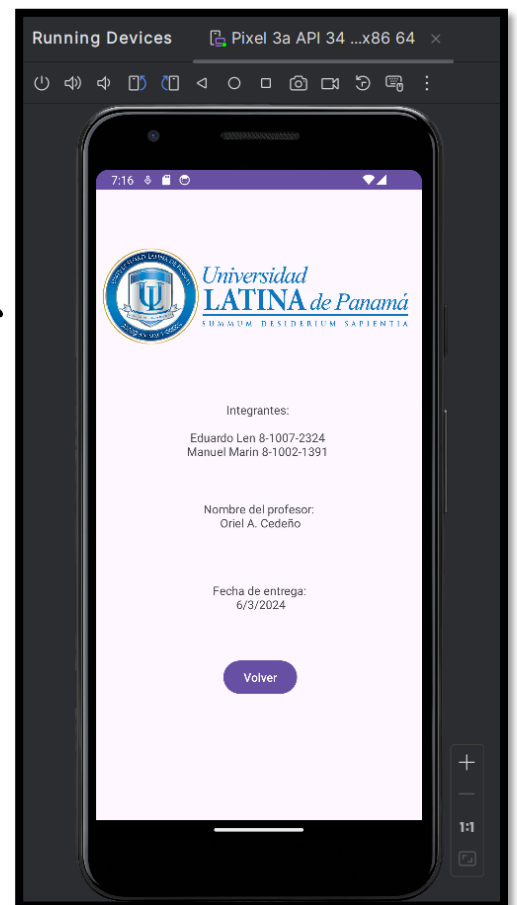 Running Devices
Pixel 3a API 34 ...x86 64
7:16
Universidad
LATINA de Panamá
SUMMUM DESIDERIUM SAPIENTIA
Integrantes:
Eduardo Len 8-1007-2324
Manuel Marin 8-1002-1391
Nombre del profesor:
Oriel A. Cedeño
Fecha de entrega:
6/3/2024
Volver
1:1